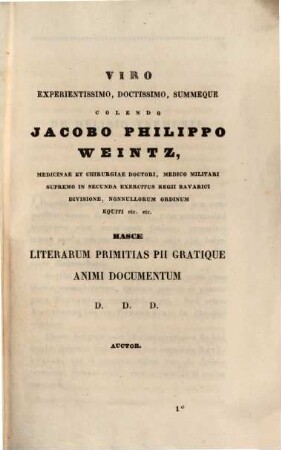 VIRO
EXPERIENTISSIMO, DOCTISSIMO, SUMMEQUE
COLENDO
JACOBO PHILIPPO
WEINTZ,
MEDICINAE ET CHIRURGIAE DOCTORI, MEDICO MILITARI
SUPREMO IN SECUNDA EXERCITUS REGII BAVARICI
DIVISIONE, NONNULLORUM ORDINUM
EQUITI etc. etc.
HASCE
LITERARUM PRIMITIAS PII GRATIQUE
ANIMI DOCUMENTUM
D. D. D.
AUCTOR.
1*